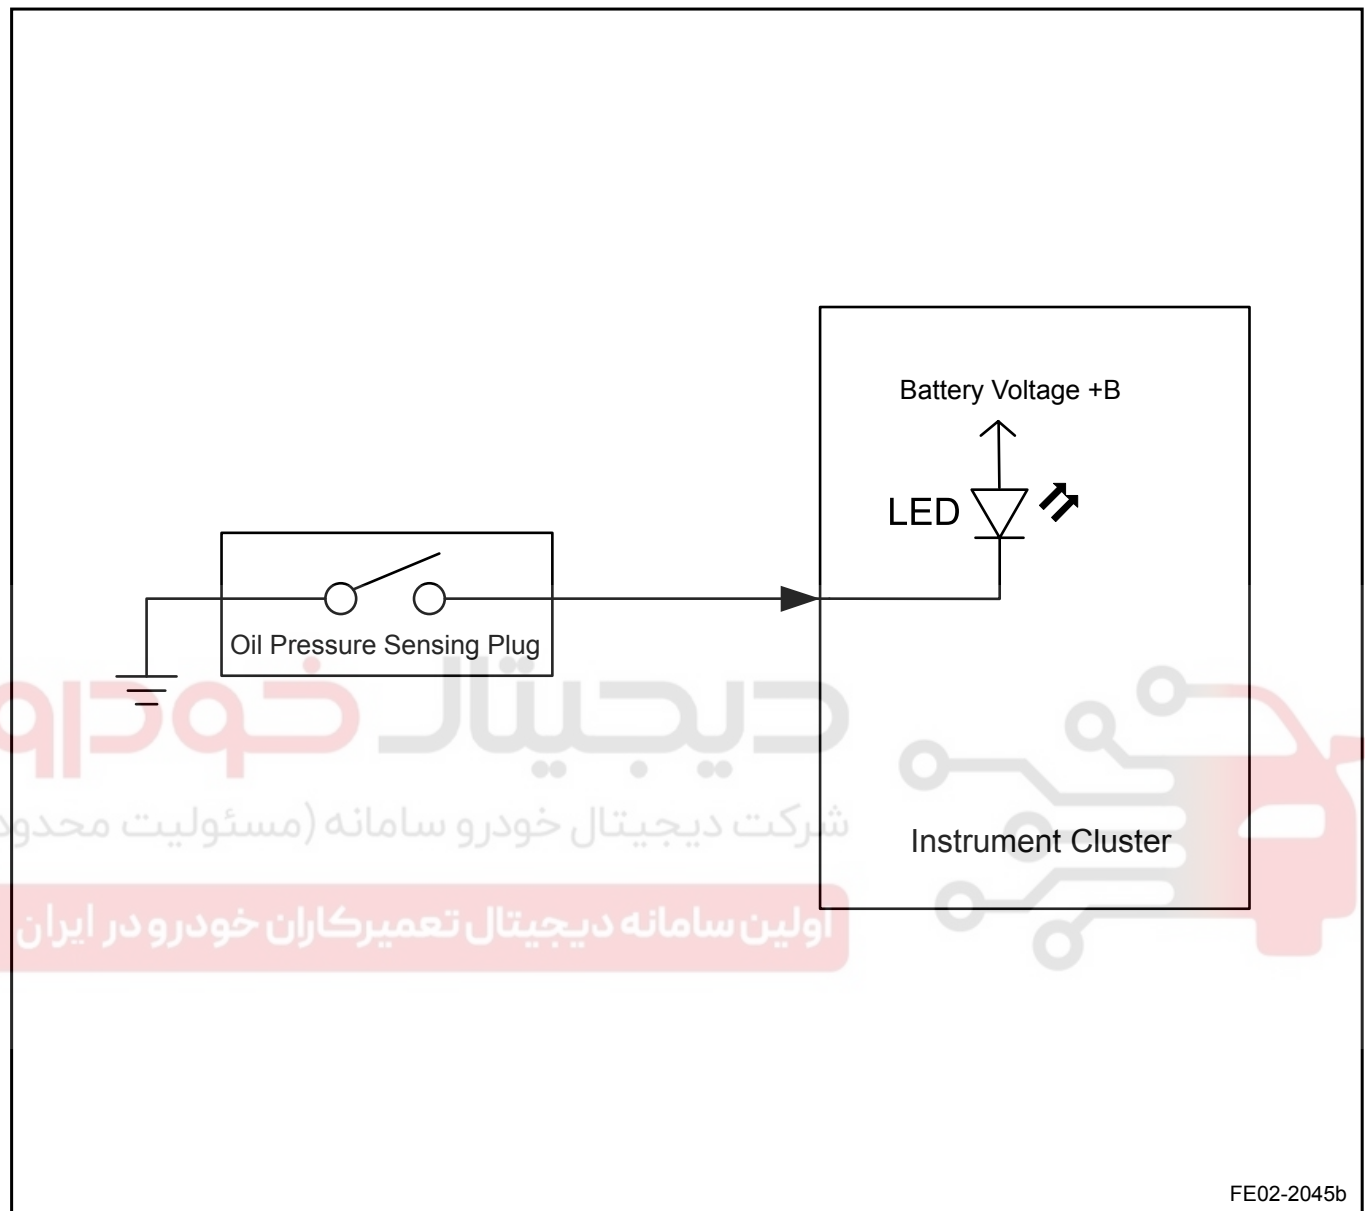 Battery Voltage +B
LED
Oil Pressure Sensing Plug
دیجیتال خودرو
شرکت دیجیتال خودرو سامانه (مسئولیت محدود
Instrument Cluster
اولین سامانه دیجیتال تعمیرکاران خودرو در ایران
FE02-2045b